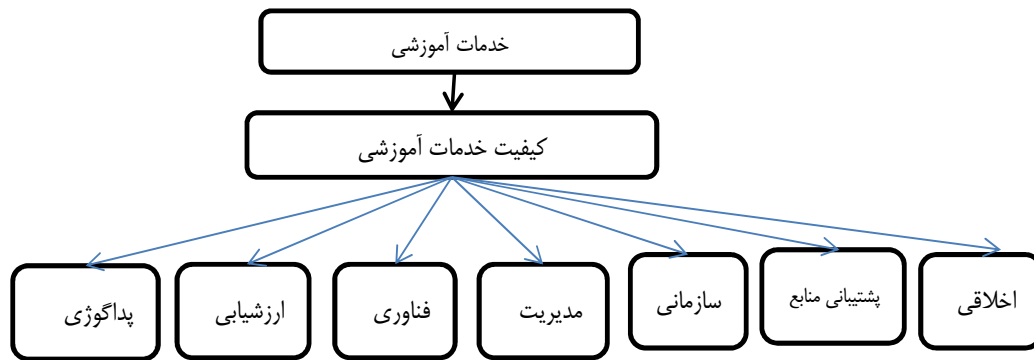 خدمات آموزشی
کیفیت خدمات آموزشی
اخلاقی
پشتیبانی منابع
سازمانی
مدیریت
فناوری
ارزشیابی
پداگوژی